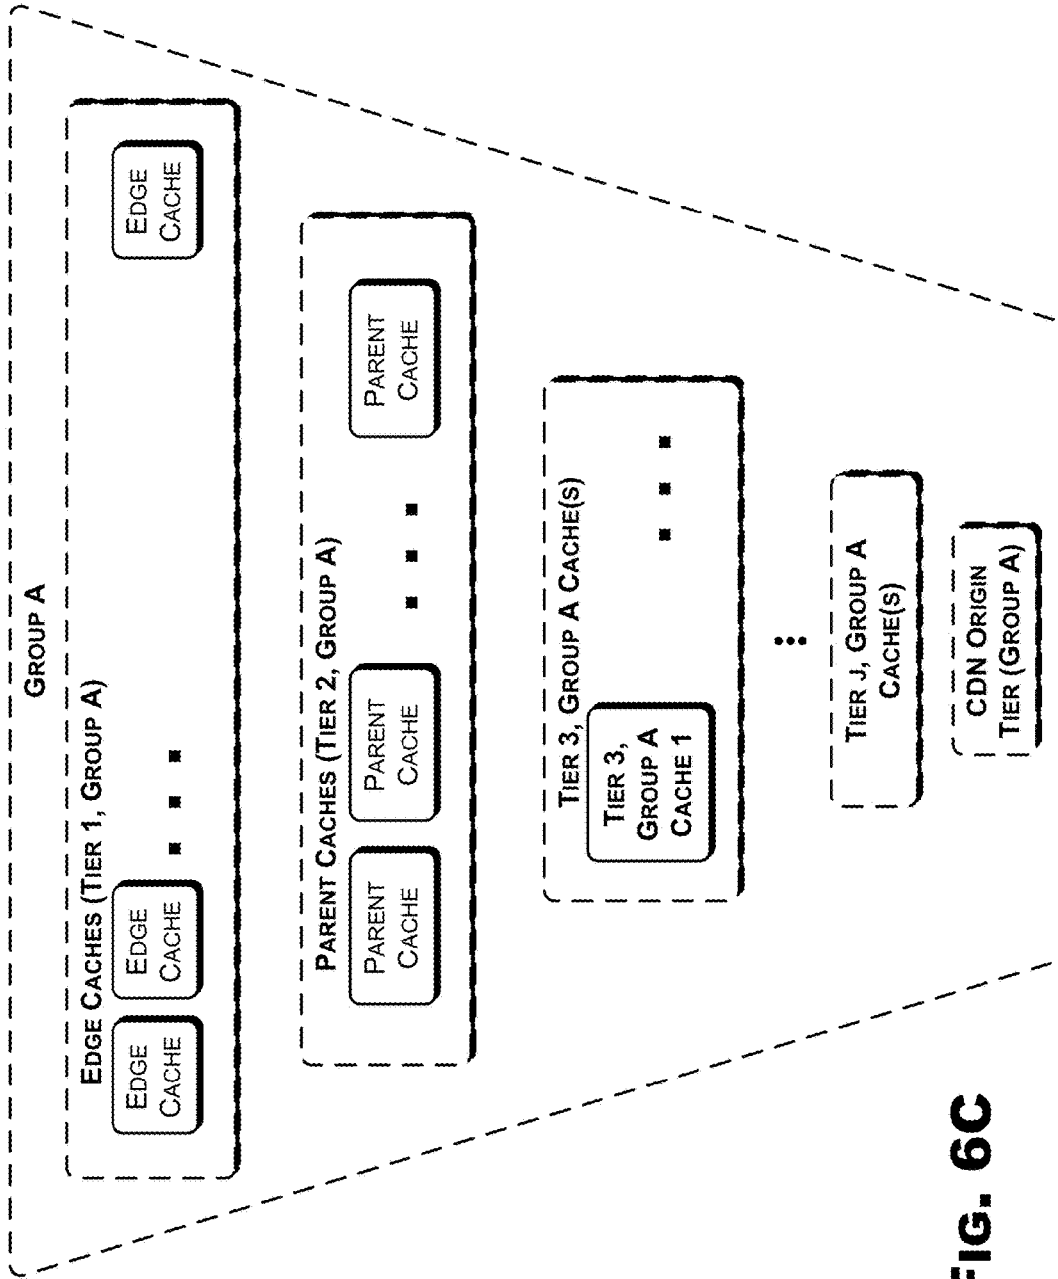 GROUP A
EDGE CACHES (TIER 1, GROUP A)
EDGE
CACHE
EDGE
CACHE
EDGE
CACHE
PARENT CACHES (TIER 2, GROUP A)
PARENT
CACHE
PARENT
CACHE
PARENT
CACHE
TIER 3, GROUP A CACHE(S)
TIER 3,
GROUP A
CACHE 1
TIER J, GROUP A
CACHE(S)
CDN ORIGIN
TIER (GROUP A)
FIG. 6C